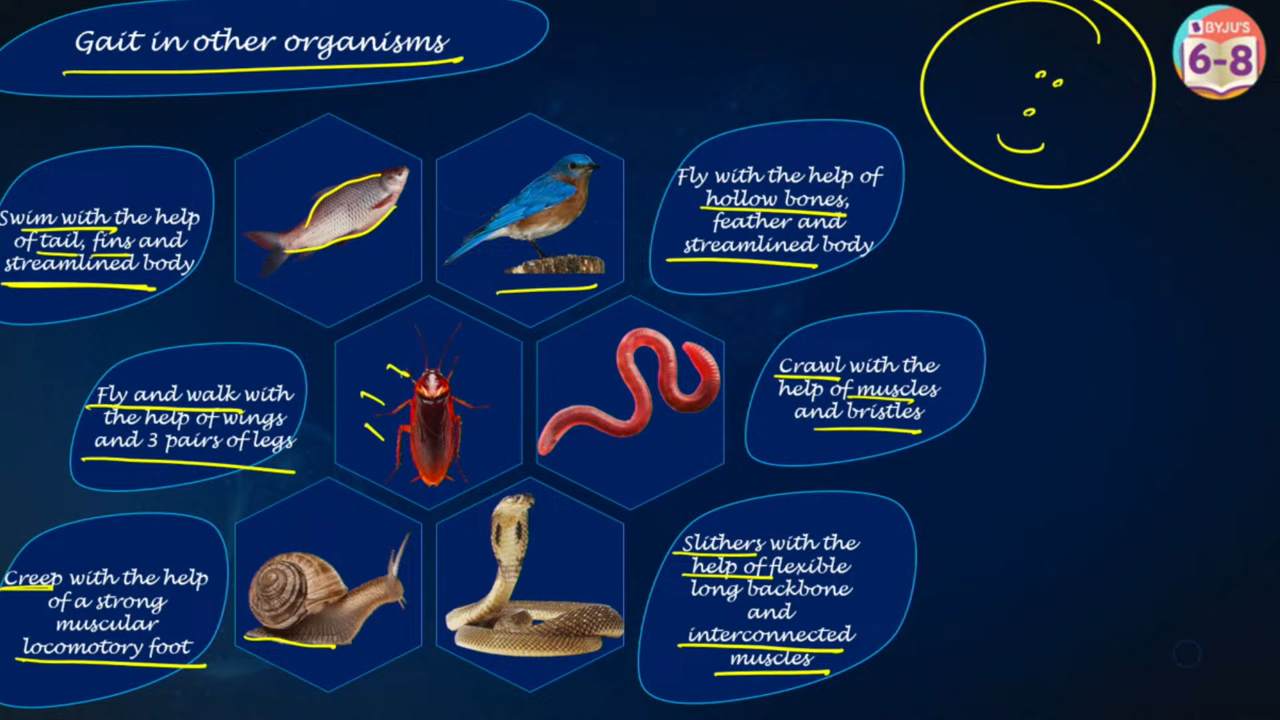 Gait in other organisms
BYJU'S
6-8
Swim with the help
of tail, fins and
streamlined body
Fly with the help of
hollow bones,
feather and
streamlined body
Fly and walk with
the help of wings
and 3 pairs of legs
Crawl with the
help of muscles
and bristles
Creep with the help
of a strong
muscular
locomotory foot
Slithers with the
help of flexible
long backbone
and
interconnected
muscles